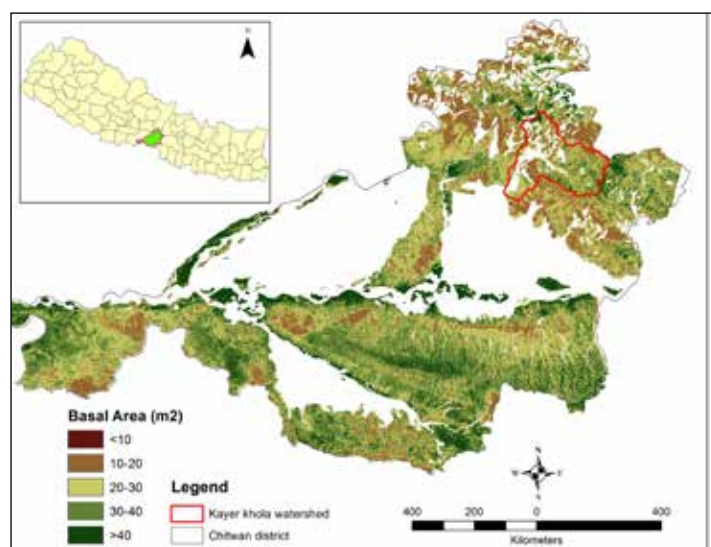 N
Basal Area (m2)
<10
10-20
20-30
30-40
>40
Legend
Kayer khola watershed
Chitwan district
N
W E
S
400 200 0 400
Kilometers